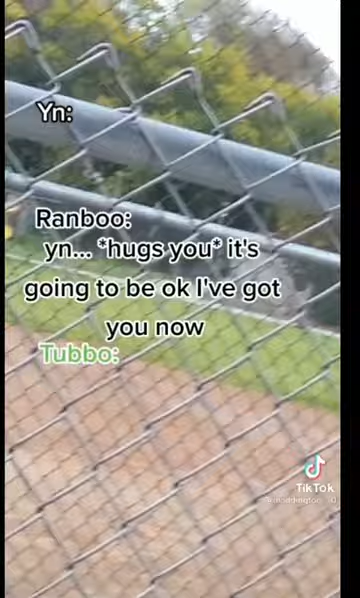 Yn:
Ranboo:
yn... *hugs you* it's
going to be ok I've got
you now
Tubbo:
TikTok